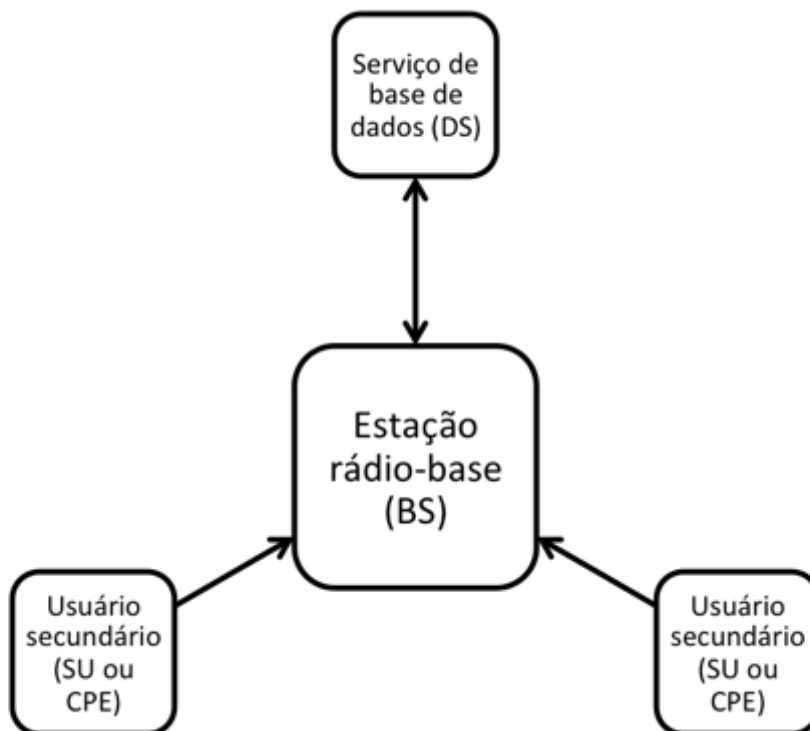 Serviço de
base de
dados (DS)
Estação
rádio-base
(BS)
Usuário
secundário
(SU ou
CPE)
Usuário
secundário
(SU ou
CPE)